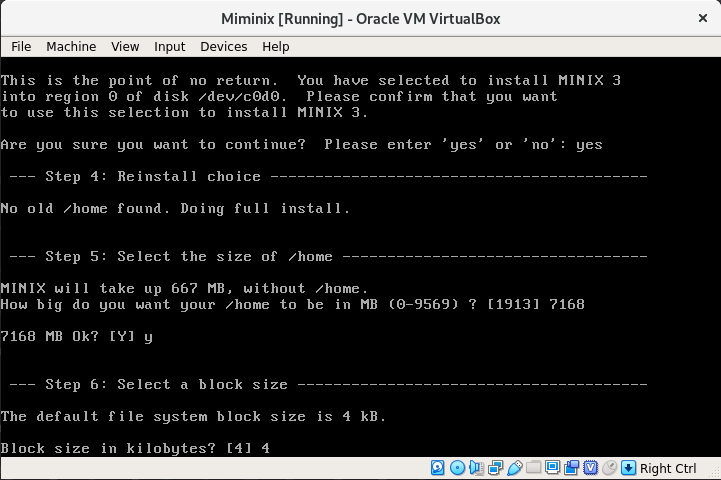 Miminix [Running] - Oracle VM VirtualBox
File Machine View Input Devices Help
This is the point of no return.  You have selected to install MINIX 3
into region 0 of disk /dev/c0d0.  Please confirm that you want
to use this selection to install MINIX 3.
Are you sure you want to continue?  Please enter 'yes' or 'no': yes
 --- Step 4: Reinstall choice ------------------------------------------
No old /home found. Doing full install.
 --- Step 5: Select the size of /home ----------------------------------
MINIX will take up 667 MB, without /home.
How big do you want your /home to be in MB (0-9569) ? [1913] 7168
7168 MB Ok? [Y] y
 --- Step 6: Select a block size ---------------------------------------
The default file system block size is 4 kB.
Block size in kilobytes? [4] 4
Right Ctrl